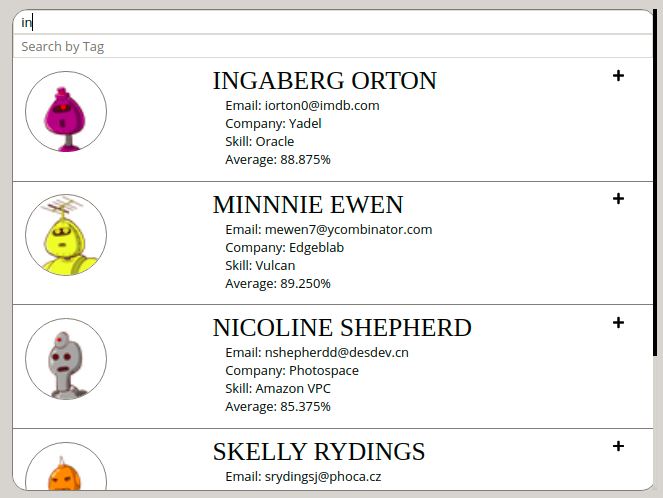 in
Search by Tag
INGABERG ORTON
+
Email: iorton0@imdb.com
Company: Yadel
Skill: Oracle
Average: 88.875%
MINNNIE EWEN
+
Email: mewen7@ycombinator.com
Company: Edgeblab
Skill: Vulcan
Average: 89.250%
NICOLINE SHEPHERD
+
Email: nshepherdd@desdev.cn
Company: Photospace
Skill: Amazon VPC
Average: 85.375%
SKELLY RYDINGS
+
Email: srydingsj@phoca.cz